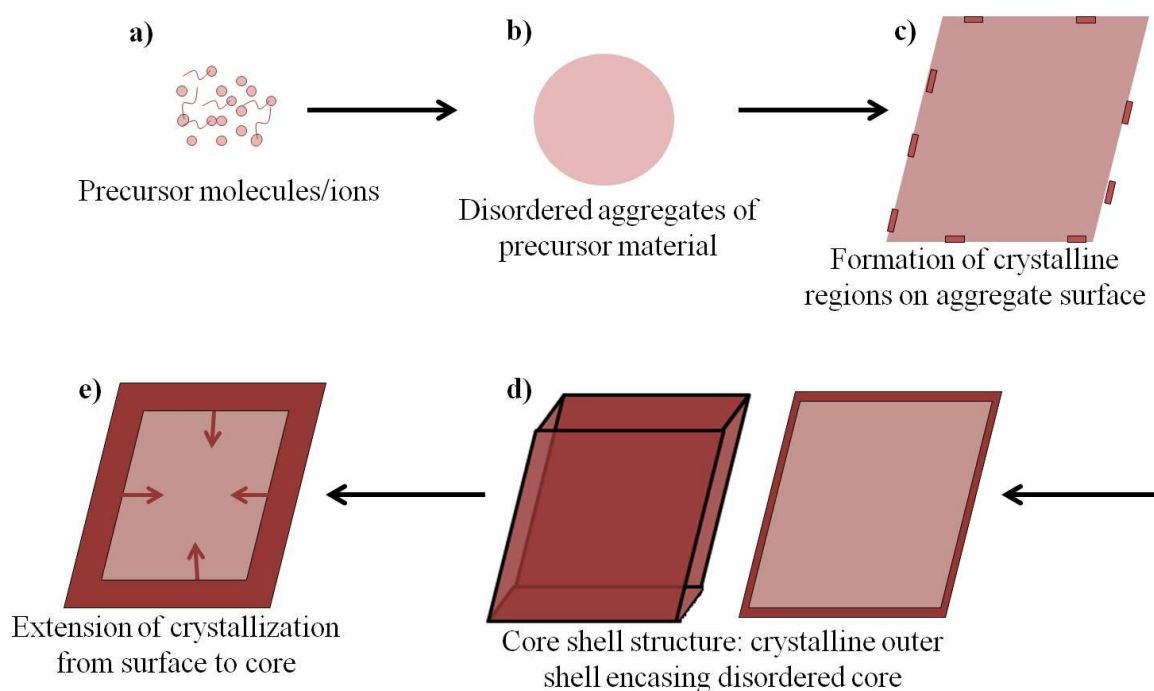 a)
Precursor molecules/ions
b)
Disordered aggregates of
precursor material
c)
Formation of crystalline
regions on aggregate surface
d)
Core shell structure: crystalline outer
shell encasing disordered core
e)
Extension of crystallization
from surface to core